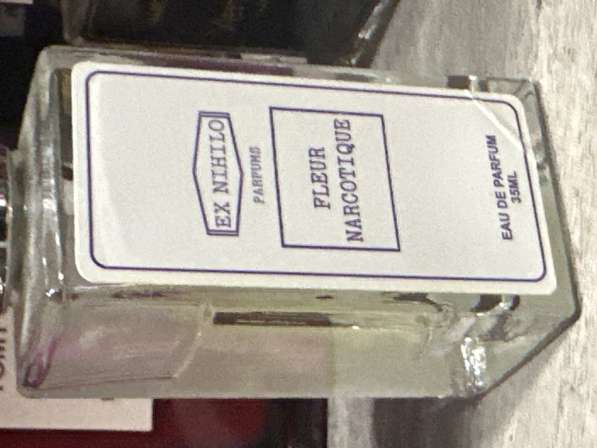 EX NIHILO
PARFUMS
FLEUR
NARCOTIQUE
EAU DE PARFUM
35ML